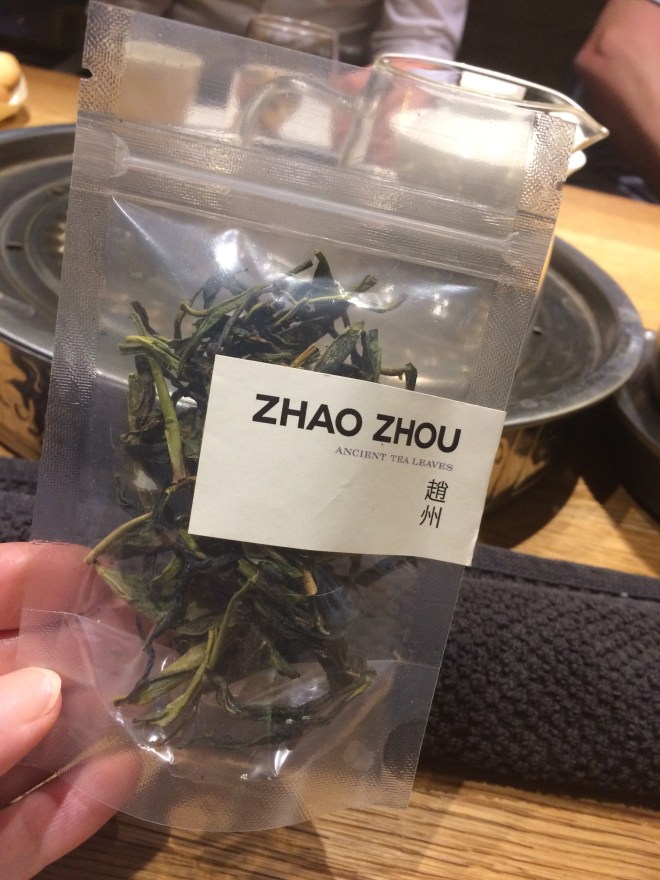 ZHAO ZHOU
ANCIENT TEA LEAVES
趙
州